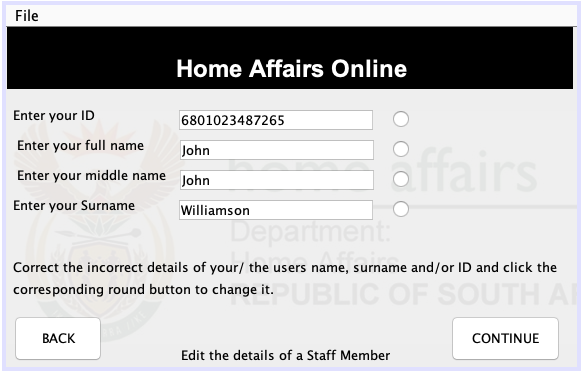 File
Home Affairs Online
Enter your ID 6801023487265
Enter your full name John
Enter your middle name John
Enter your Surname Williamson
home affairs
Department:
Home Affairs
REPUBLIC OF SOUTH A
Correct the incorrect details of your/ the users name, surname and/or ID and click the
corresponding round button to change it.
BACK
CONTINUE
Edit the details of a Staff Member